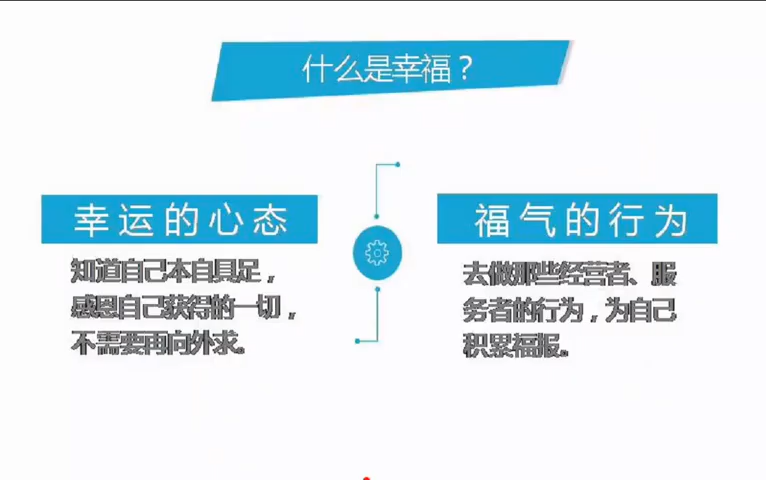 什么是幸福？
幸运的心态
知道自己本自具足，
感恩自己获得的一切，
不需要再向外求。
福气的行为
去做那些经营者、服
务者的行为，为自己
积累福报。